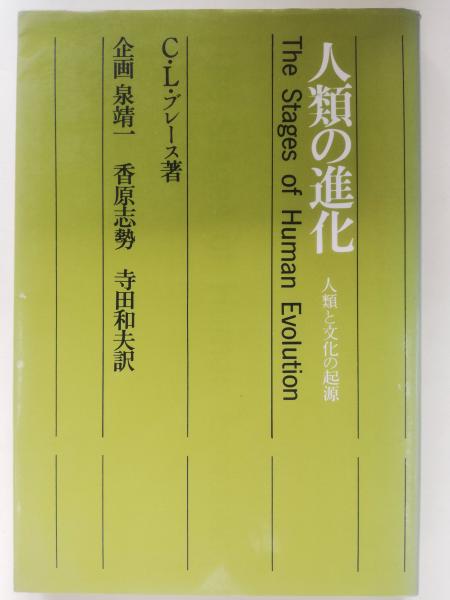 人類の進化
人類と文化の起源
The Stages of Human Evolution
C・L・ブレース著
企画 泉靖一 香原志勢 寺田和夫訳